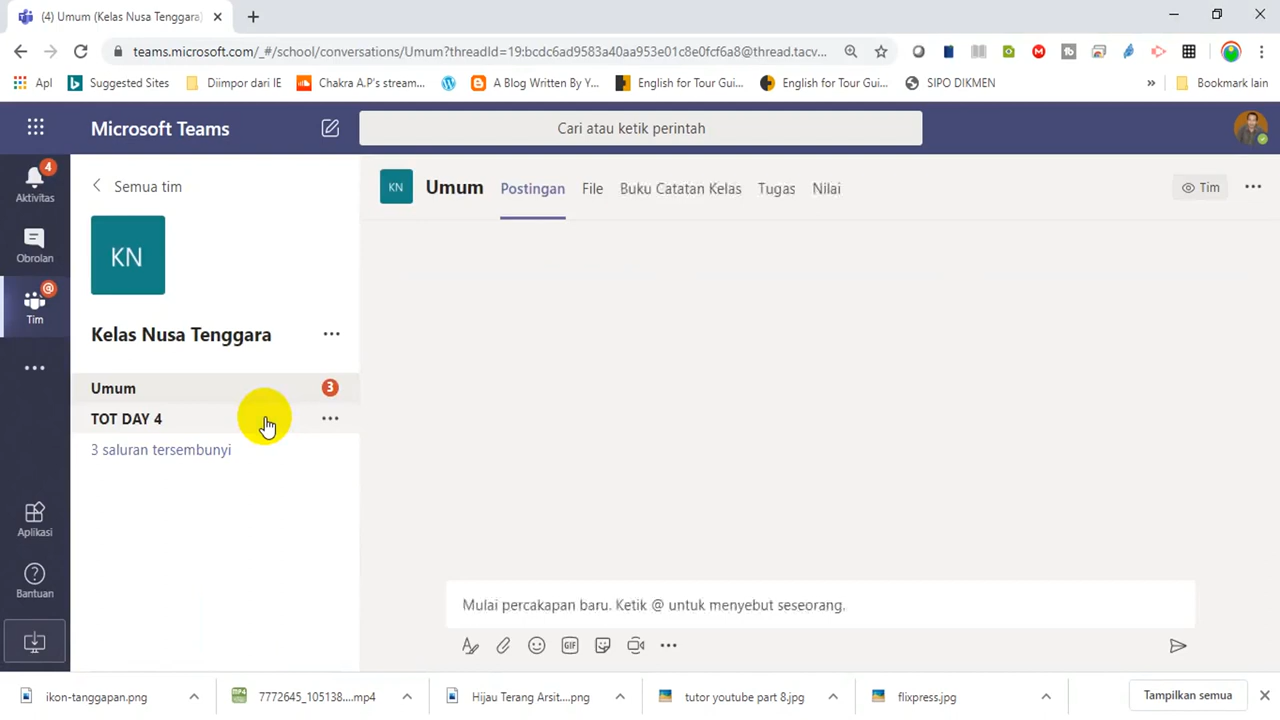 (4) Umum (Kelas Nusa Tenggara)
teams.microsoft.com/_#/school/conversations/Umum?threadId=19:bcdc6ad9583a40aa953e01c8e0fcf6a8@thread.tacv...
Apl Suggested Sites Diimpor dari IE Chakra A.P's stream... A Blog Written By Y... English for Tour Gui... English for Tour Gui... SIPO DIKMEN » Bookmark lain
Microsoft Teams
Cari atau ketik perintah
4
Aktivitas
Obrolan
@
Tim
Aplikasi
Bantuan
Semua tim
KN
Kelas Nusa Tenggara
Umum 3
TOT DAY 4
3 saluran tersembunyi
KN Umum Postingan File Buku Catatan Kelas Tugas Nilai Tim
Mulai percakapan baru. Ketik @ untuk menyebut seseorang.
GIF
ikon-tanggapan.png 7772645_105138....mp4 Hijau Terang Arsit....png tutor youtube part 8.jpg flixpress.jpg Tampilkan semua